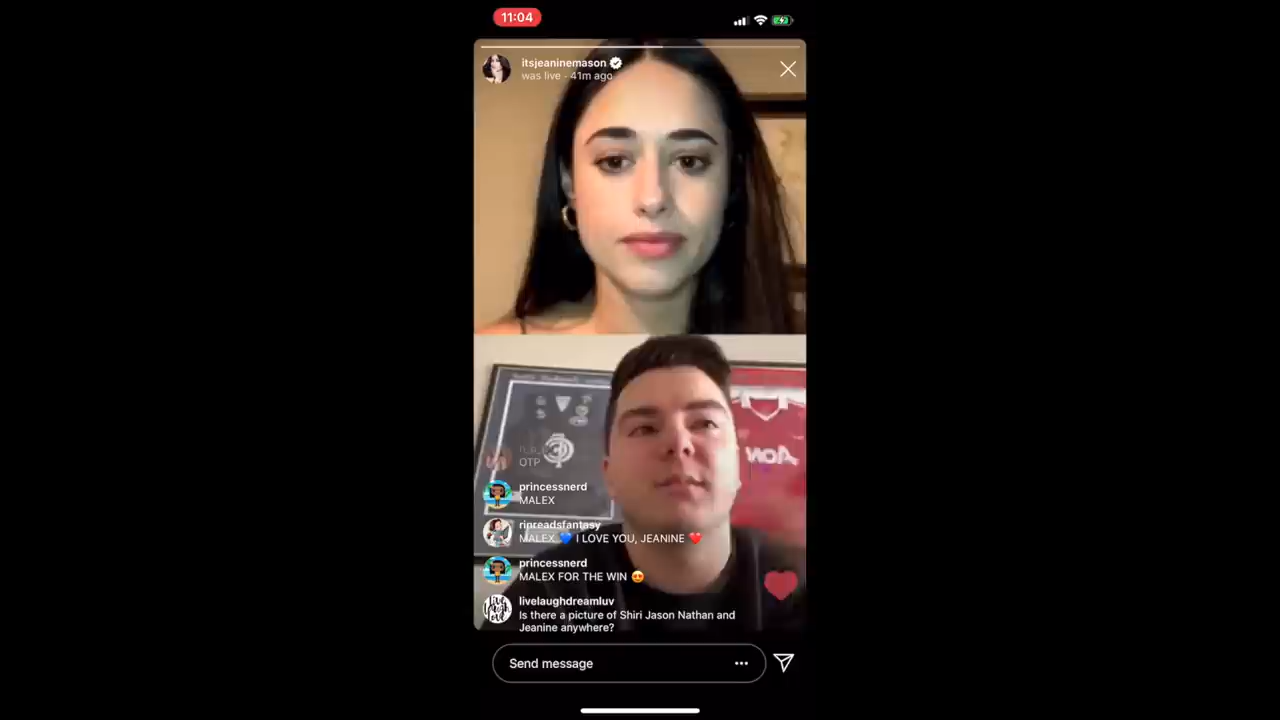 11:04
itsjeaninemason
was live · 41m ago
OTP
princessnerd
MALEX
rinreadsfantasy
MALEX 💙 I LOVE YOU, JEANINE ❤️
princessnerd
MALEX FOR THE WIN 😍
livelaughdreamluv
Is there a picture of Shiri Jason Nathan and
Jeanine anywhere?
Send message